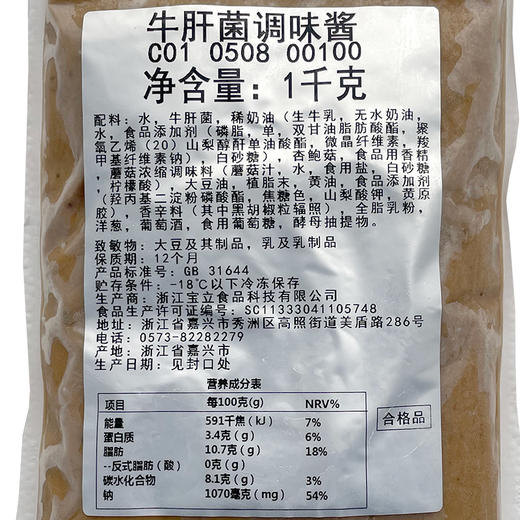 牛肝菌调味酱
C01 0508 00100
净含量：1千克
配料：水，牛肝菌，稀奶油（生牛乳，无水奶油，
水，食品添加剂（磷脂，单，双甘油脂肪酸酯，聚
氧乙烯（20）山梨醇酐单油酸酯，微晶纤维素，羧
甲基纤维素钠），白砂糖），杏鲍菇，食品用香精
，蘑菇浓缩调味料（蘑菇汁，水，食用盐，白砂糖
，柠檬酸），大豆油，植脂末，黄油，食品添加剂
（羟丙基二淀粉磷酸酯，焦糖色，山梨酸钾，黄原
胶），香辛料（其中黑胡椒粒辐照），全脂乳粉，
洋葱，葡萄酒，食用葡萄糖，酵母抽提物。
致敏物：大豆及其制品，乳及乳制品
保质期：12个月
产品标准号：GB 31644
贮存条件：-18℃以下冷冻保存
生产商：浙江宝立食品科技有限公司
食品生产许可证编号：SC11333041105748
地址：浙江省嘉兴市秀洲区高照街道美盾路286号
电话：0573-82282279
产地：浙江省嘉兴市
生产日期：见封口处
营养成分表
项目 每100克(g) NRV%
能量 591千焦（kJ） 7%
蛋白质 3.4克（g） 6%
脂肪 10.7克（g） 18%
--反式脂肪（酸） 0克(g)
碳水化合物 8.1克(g) 3%
钠 1070毫克（mg） 54%
合格品